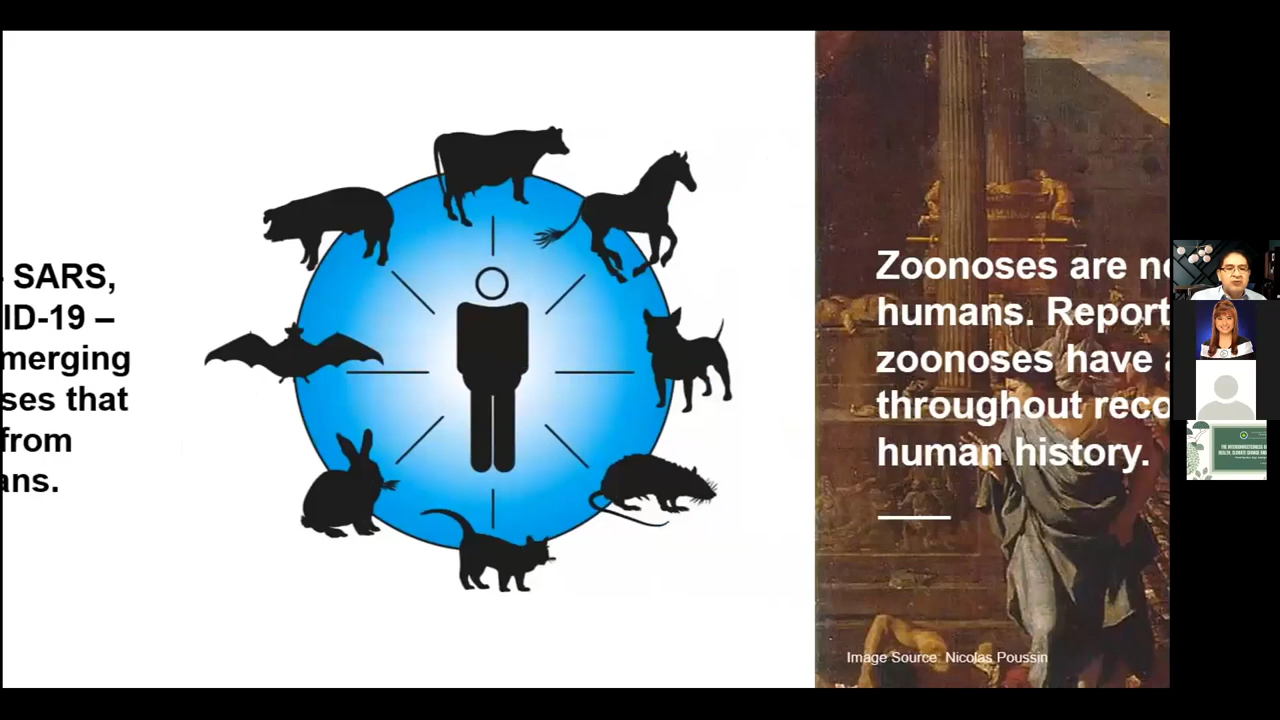 - SARS,
ID-19 –
merging
ses that
from
ans.
Zoonoses are n
humans. Report
zoonoses have
throughout reco
human history.
Image Source: Nicolas Poussin